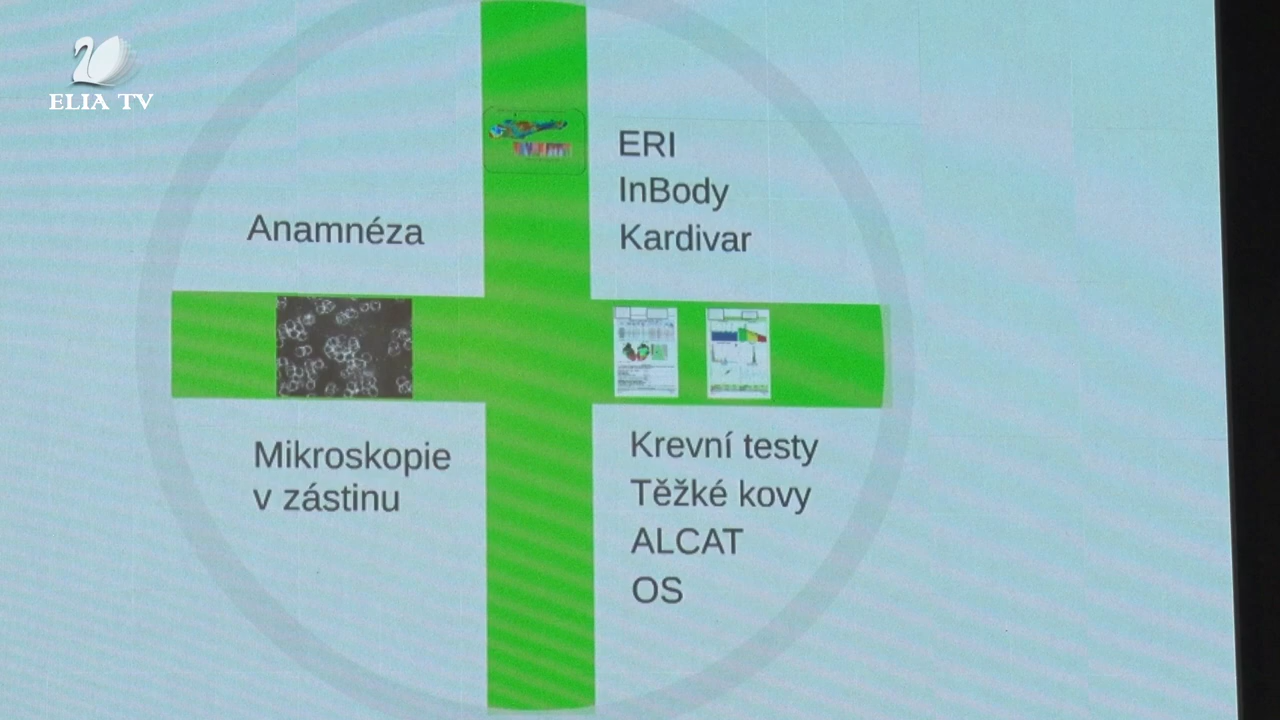 ELIA TV
Anamnéza
ERI
InBody
Kardivar
Mikroskopie
v zástinu
Krevní testy
Těžké kovy
ALCAT
OS